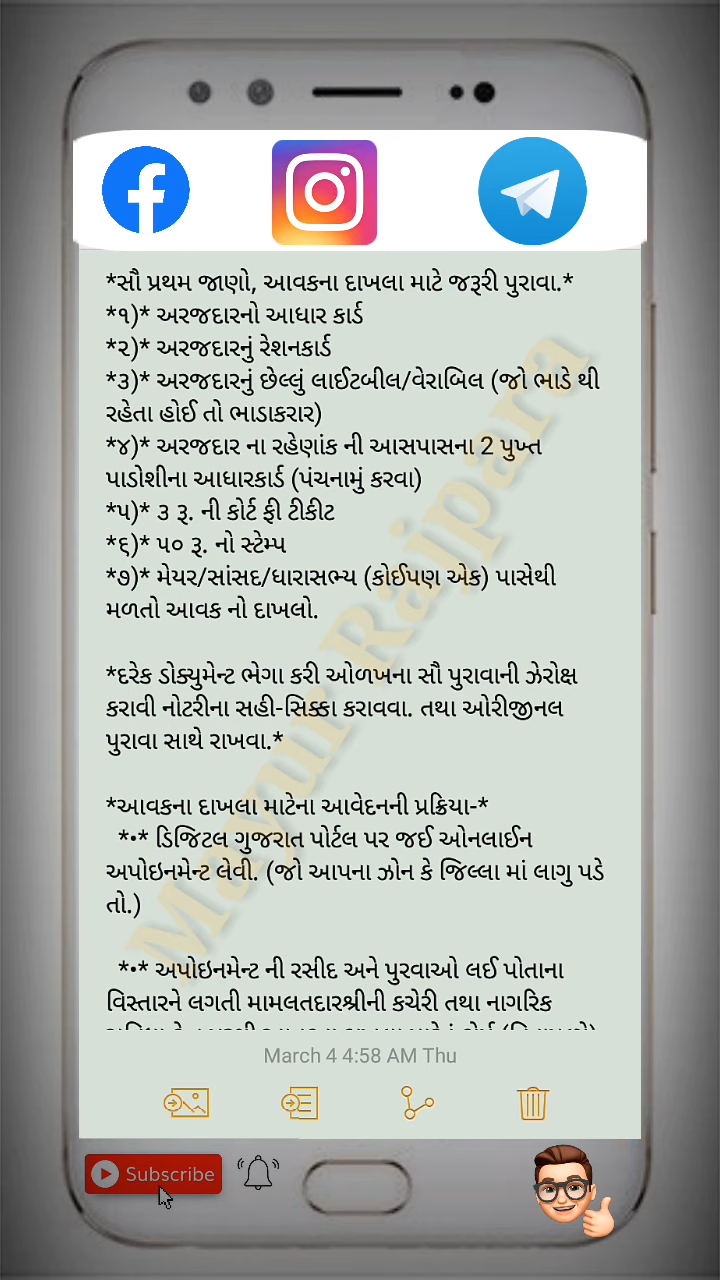 *સૌ પ્રથમ જાણો, આવકના દાખલા માટે જરૂરી પુરાવા.*
*૧)* અરજદારનો આધાર કાર્ડ
*૨)* અરજદારનું રેશનકાર્ડ
*૩)* અરજદારનું છેલ્લું લાઈટબીલ/વેરાબિલ (જો ભાડે થી
રહેતા હોઈ તો ભાડાકરાર)
*૪)* અરજદાર ના રહેણાંક ની આસપાસના 2 પુખ્ત
પાડોશીના આધારકાર્ડ (પંચનામું કરવા)
*૫)* ૩ રૂ. ની કોર્ટ ફી ટીકીટ
*૬)* ૫૦ રૂ. નો સ્ટેમ્પ
*૭)* મેયર/સાંસદ/ધારાસભ્ય (કોઈપણ એક) પાસેથી
મળતો આવક નો દાખલો.
*દરેક ડોક્યુમેન્ટ ભેગા કરી ઓળખના સૌ પુરાવાની ઝેરોક્ષ
કરાવી નોટરીના સહી-સિક્કા કરાવવા. તથા ઓરીજીનલ
પુરાવા સાથે રાખવા.*
*આવકના દાખલા માટેના આવેદનની પ્રક્રિયા-*
*•* ડિજિટલ ગુજરાત પોર્ટલ પર જઈ ઓનલાઈન
અપોઇનમેન્ટ લેવી. (જો આપના ઝોન કે જિલ્લા માં લાગુ પડે
તો.)
*•* અપોઇનમેન્ટ ની રસીદ અને પુરવાઓ લઈ પોતાના
વિસ્તારને લગતી મામલતદારશ્રીની કચેરી તથા નાગરિક
March 4 4:58 AM Thu
Subscribe
Mayur Rajpara